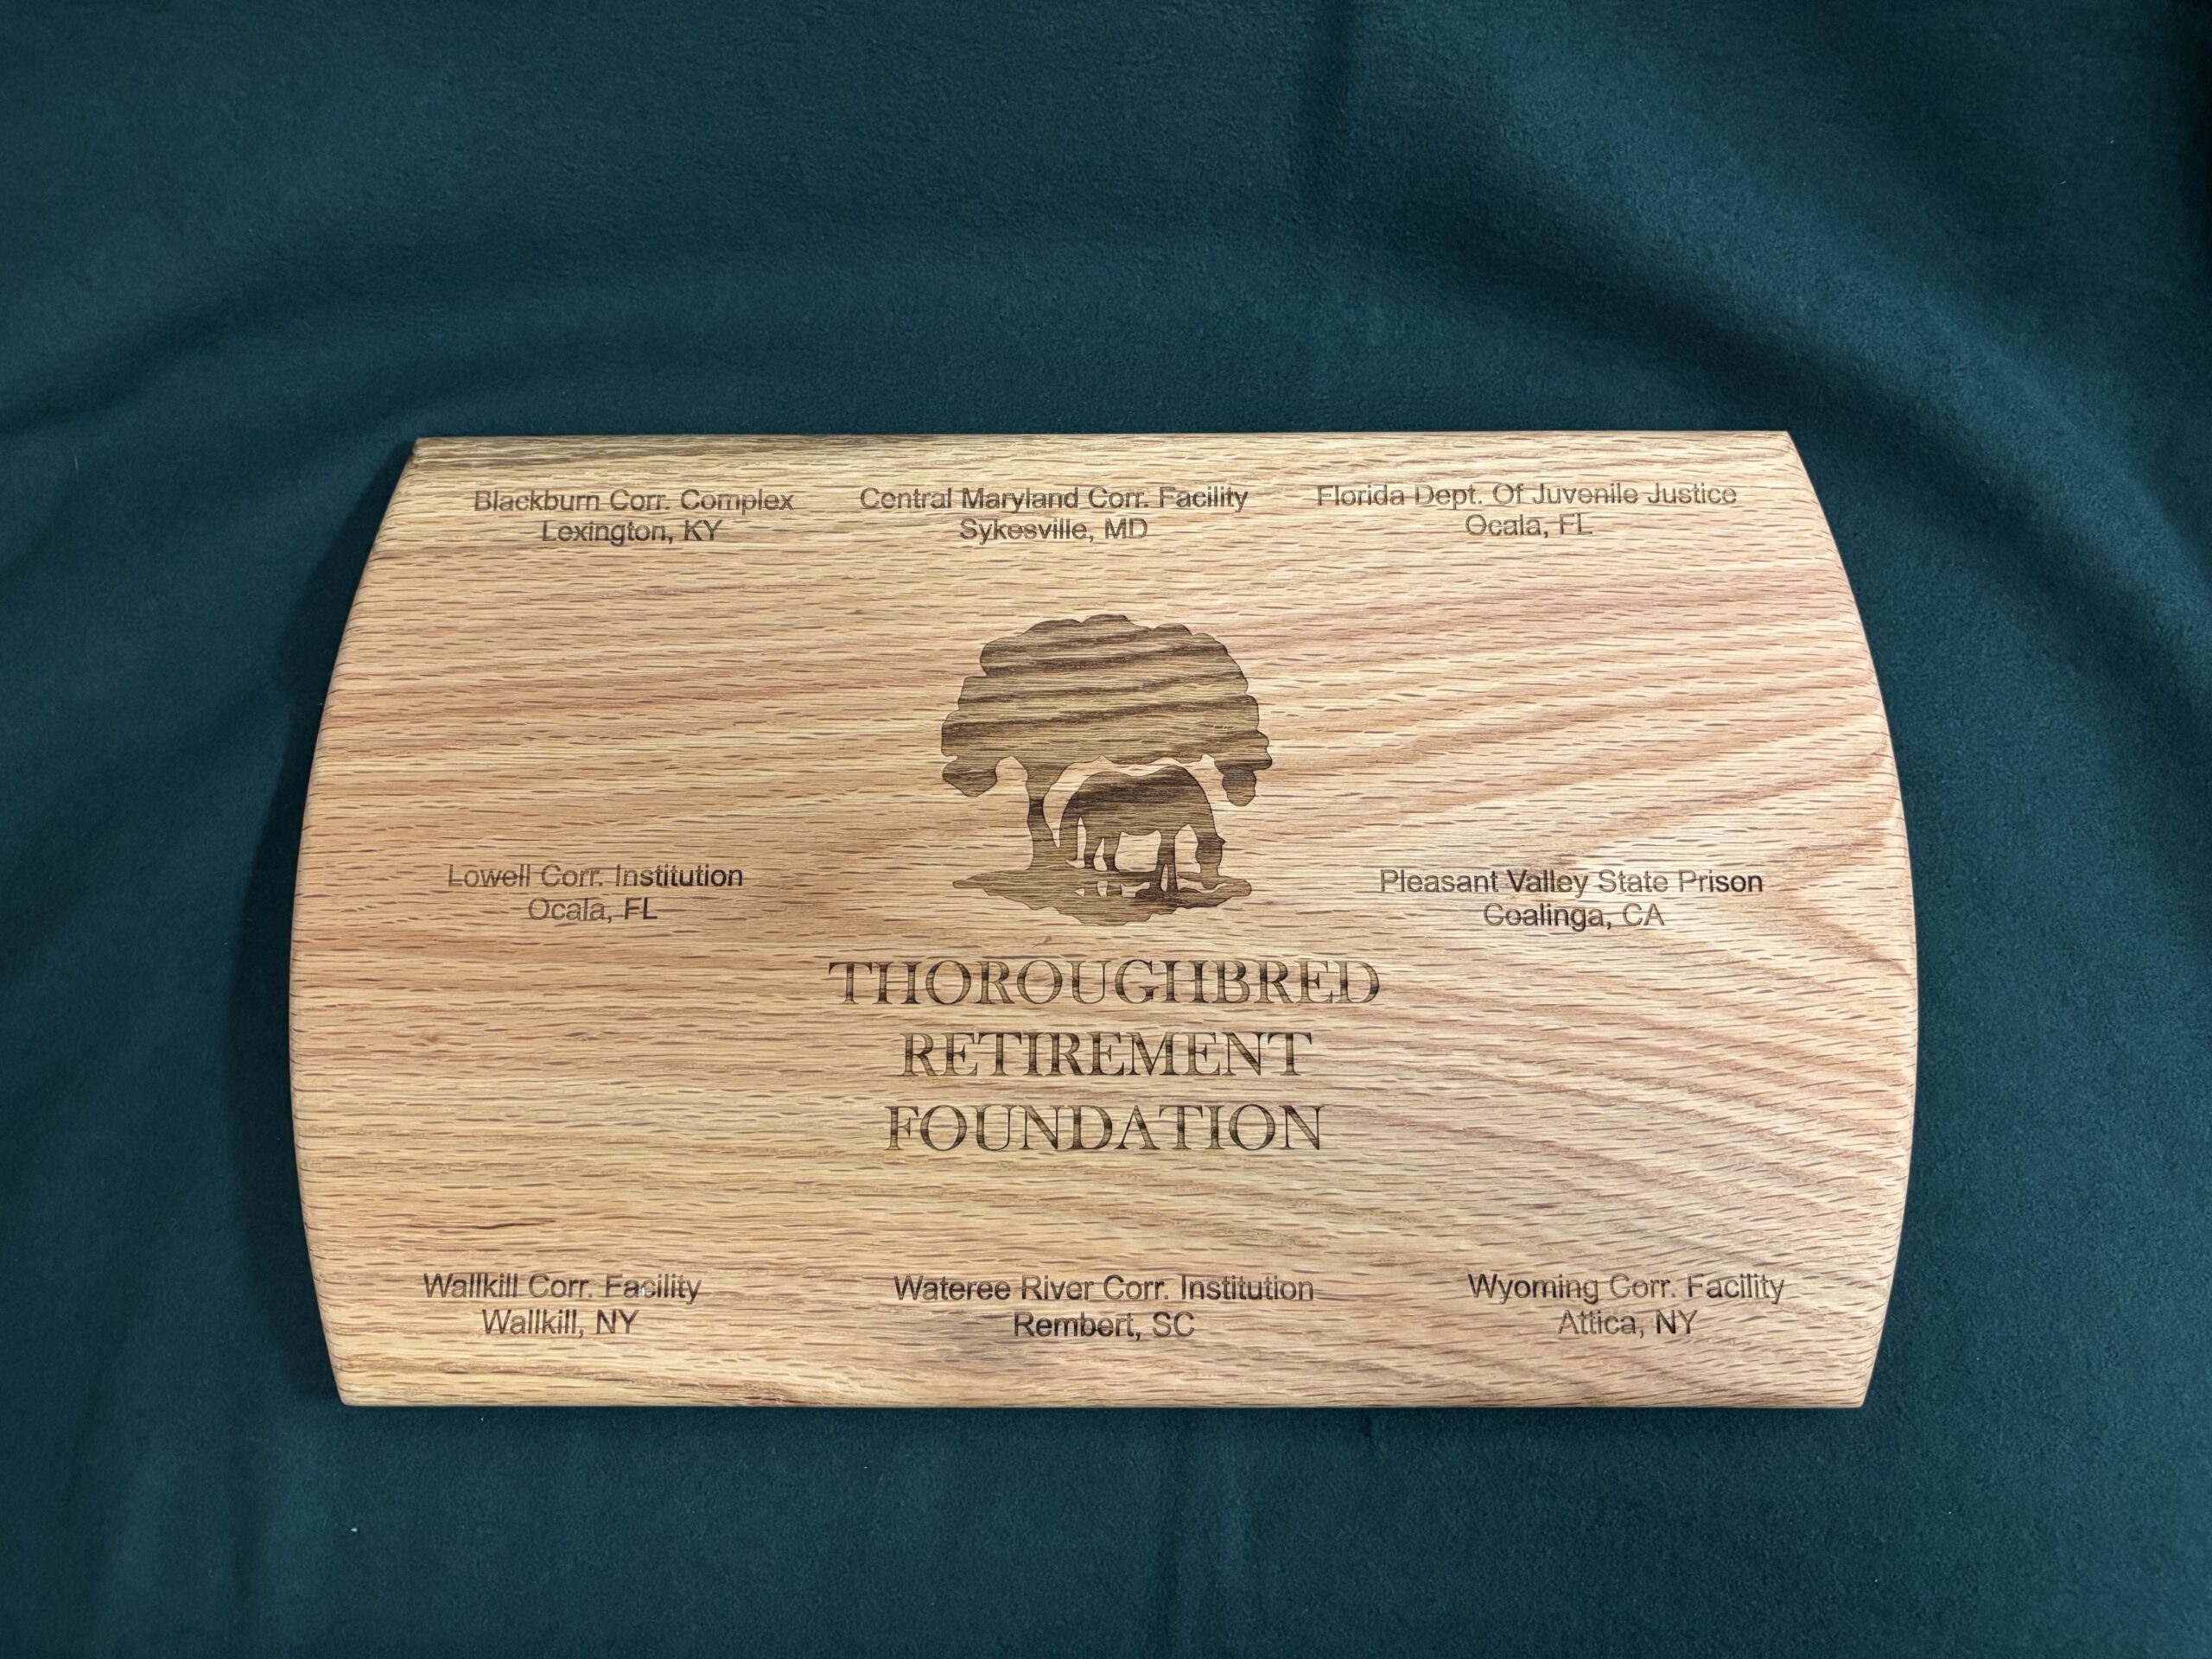 Blackburn Corr. Complex
Lexington, KY
Central Maryland Corr. Facility
Sykesville, MD
Florida Dept. Of Juvenile Justice
Ocala, FL
Lowell Corr. Institution
Ocala, FL
Pleasant Valley State Prison
Coalinga, CA
THOROUGHBRED
RETIREMENT
FOUNDATION
Wallkill Corr. Facility
Wallkill, NY
Wateree River Corr. Institution
Rembert, SC
Wyoming Corr. Facility
Attica, NY